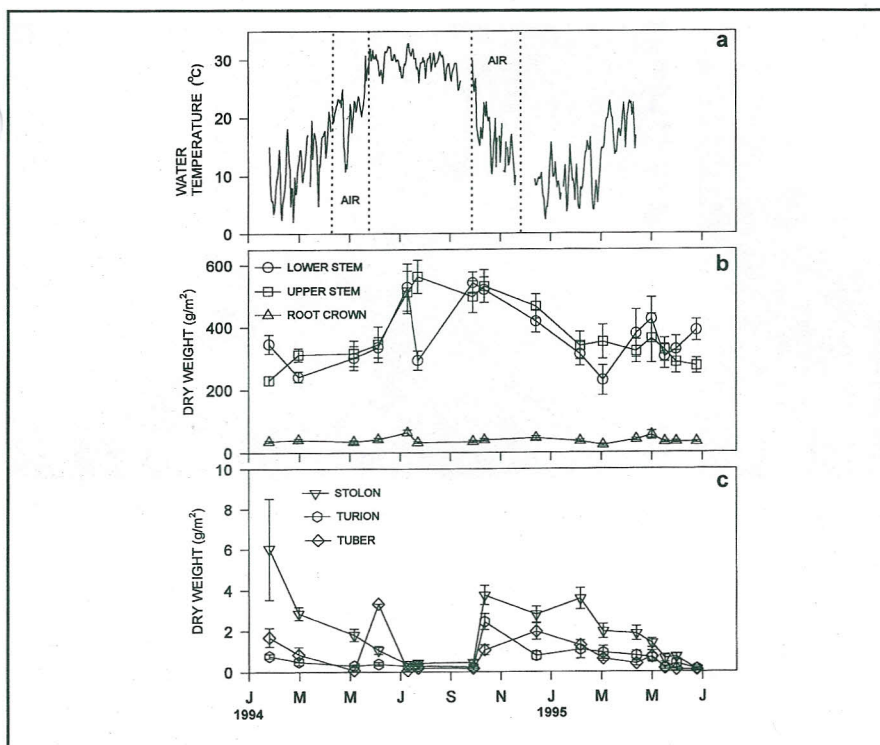 a
30
20
10
0
WATER
TEMPERATURE (°C)
AIR
AIR
b
600
400
200
0
DRY WEIGHT (g/m²)
LOWER STEM
UPPER STEM
ROOT CROWN
c
10
8
6
4
2
0
DRY WEIGHT (g/m²)
STOLON
TURION
TUBER
J M M J S N J M M J
1994 1995